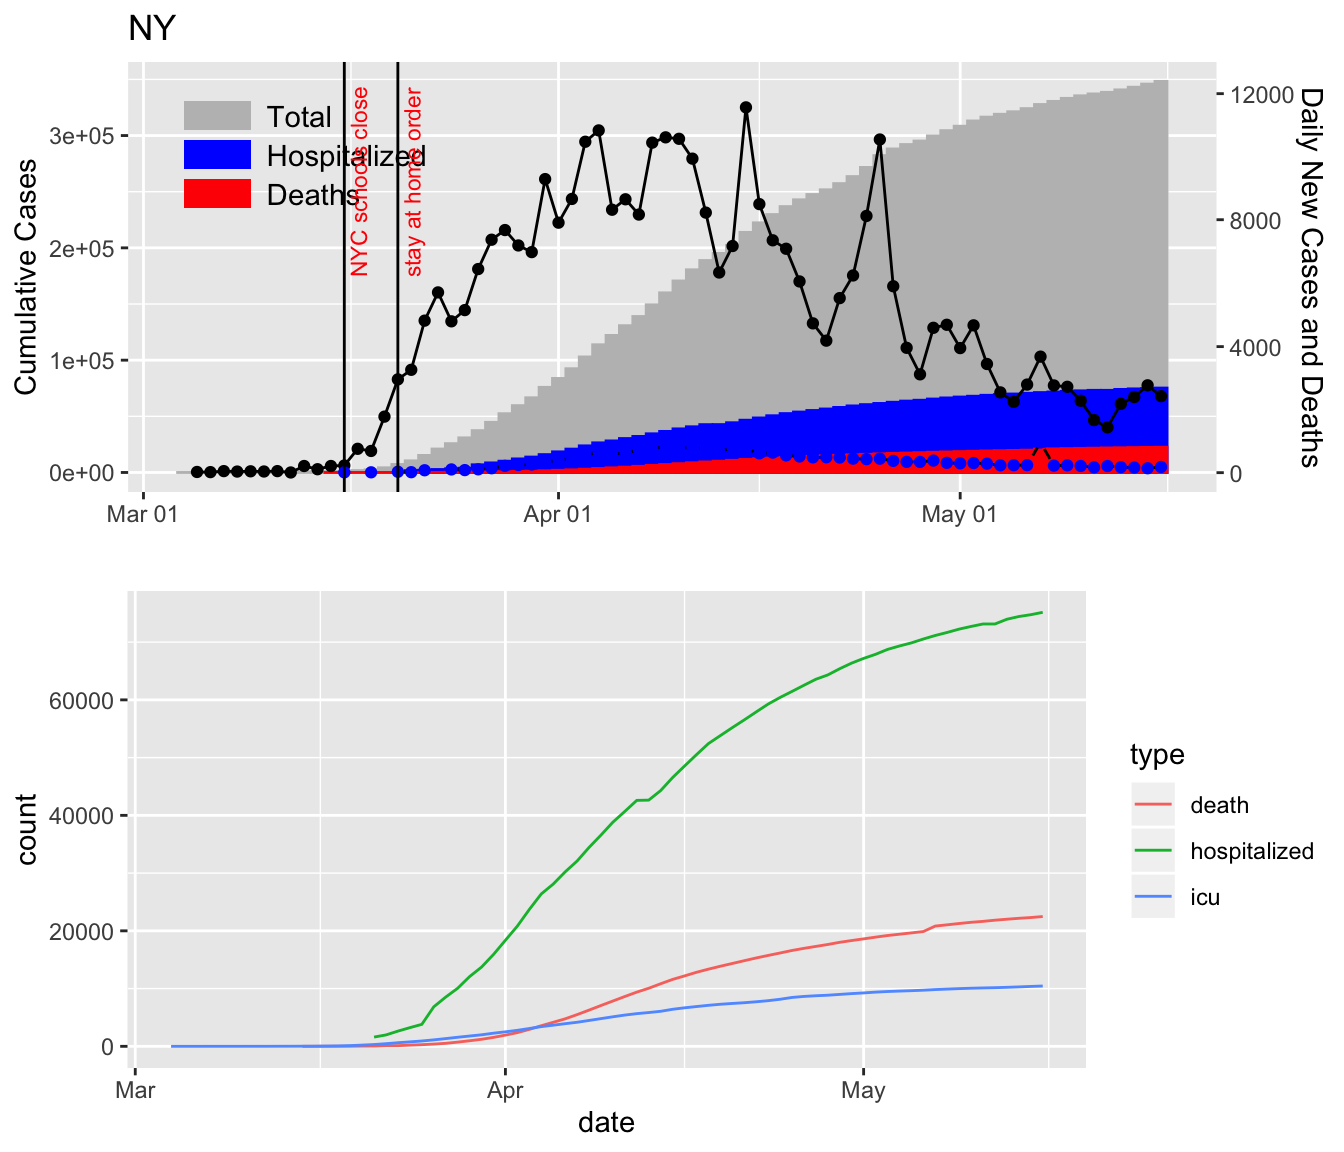 NY
Total
Hospitalized
Deaths
NYC schools close
stay at home order
Cumulative Cases
3e+05
2e+05
1e+05
0e+00
12000
8000
4000
0
Daily New Cases and Deaths
Mar 01
Apr 01
May 01
count
60000
40000
20000
0
Mar
Apr
May
date
type
death
hospitalized
icu